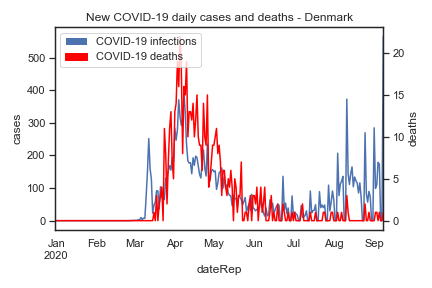 New COVID-19 daily cases and deaths - Denmark
COVID-19 infections
COVID-19 deaths
cases
500
400
300
200
100
0
deaths
20
15
10
5
0
Jan Feb Mar Apr May Jun Jul Aug Sep
2020
dateRep